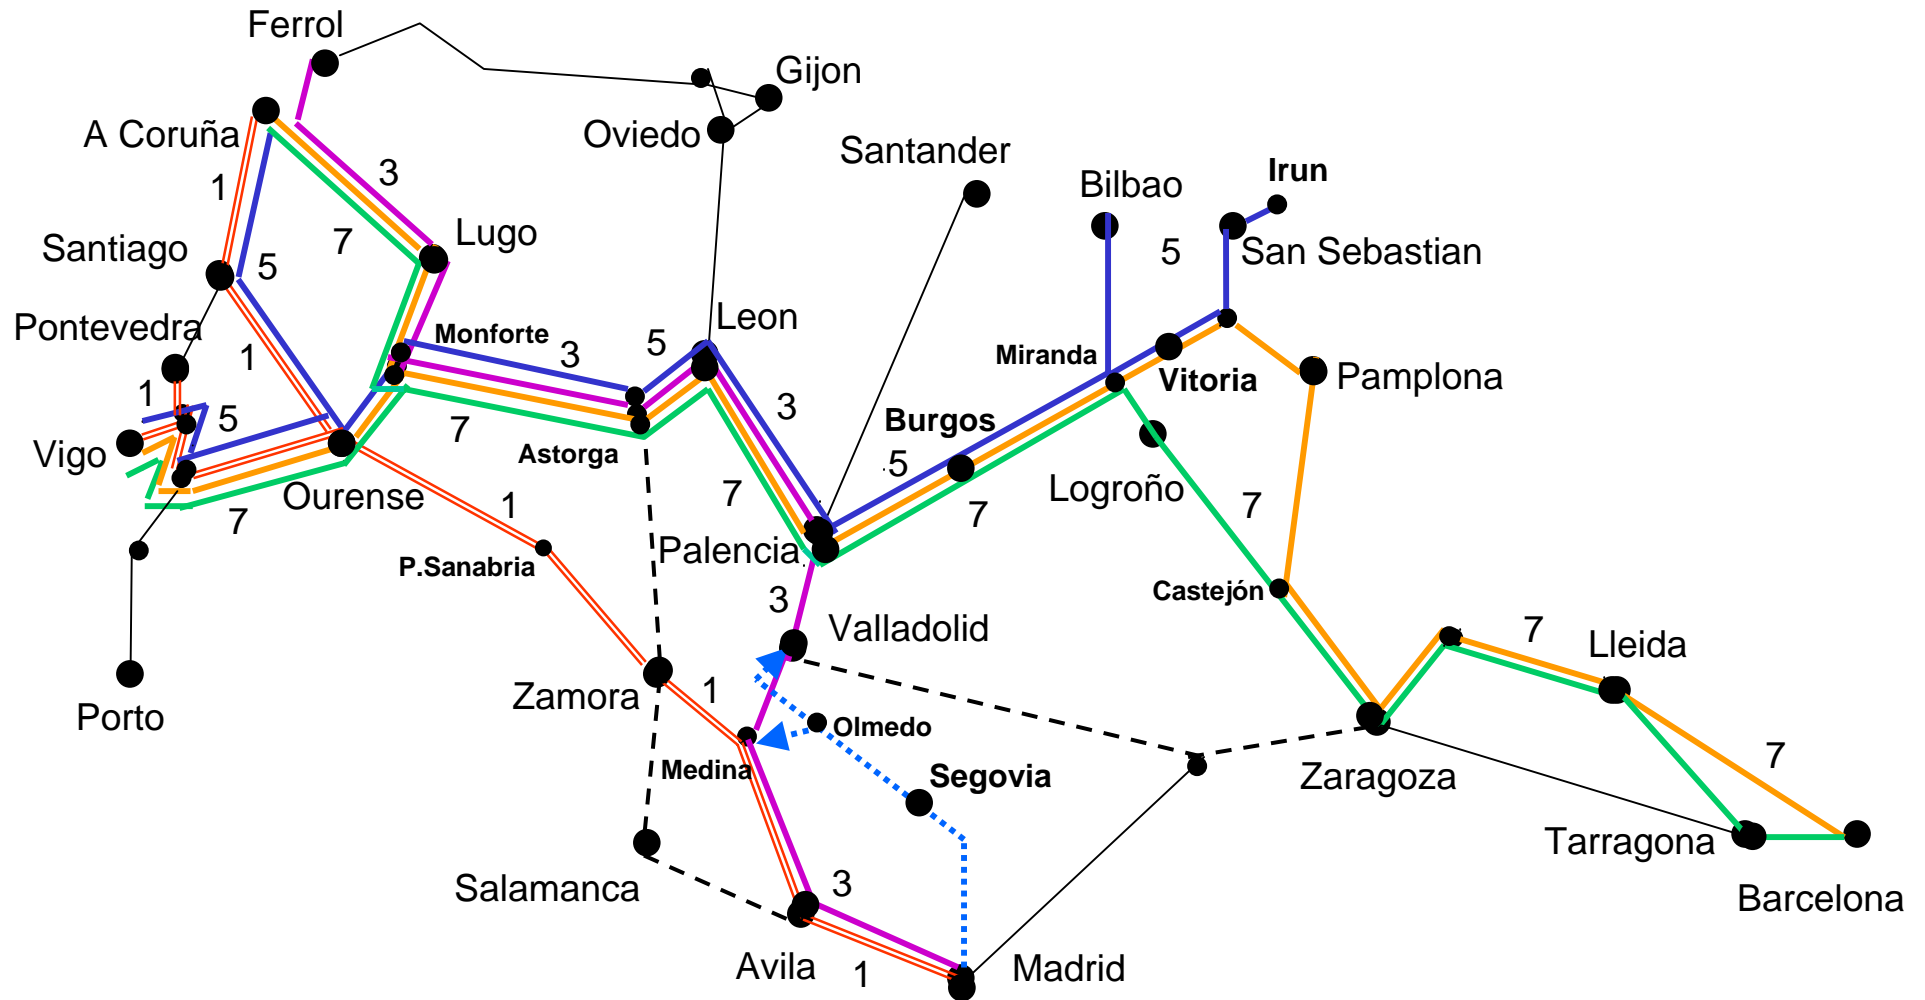 Ferrol
Gijon
A Coruña
Oviedo
Santander
3
Irun
1
Bilbao
Lugo
7
San Sebastian
5
Santiago
5
Leon
Pontevedra
Monforte
5
3
1
Miranda
Vitoria
Pamplona
1
3
5
Burgos
Vigo
7
Astorga
5
Ourense
7
7
Logroño
7
7
1
Palencia
P.Sanabria
3
Castejón
Valladolid
7
Lleida
Zamora
1
Porto
Olmedo
7
Medina
Segovia
Zaragoza
Tarragona
Salamanca
3
Barcelona
Avila
1
Madrid